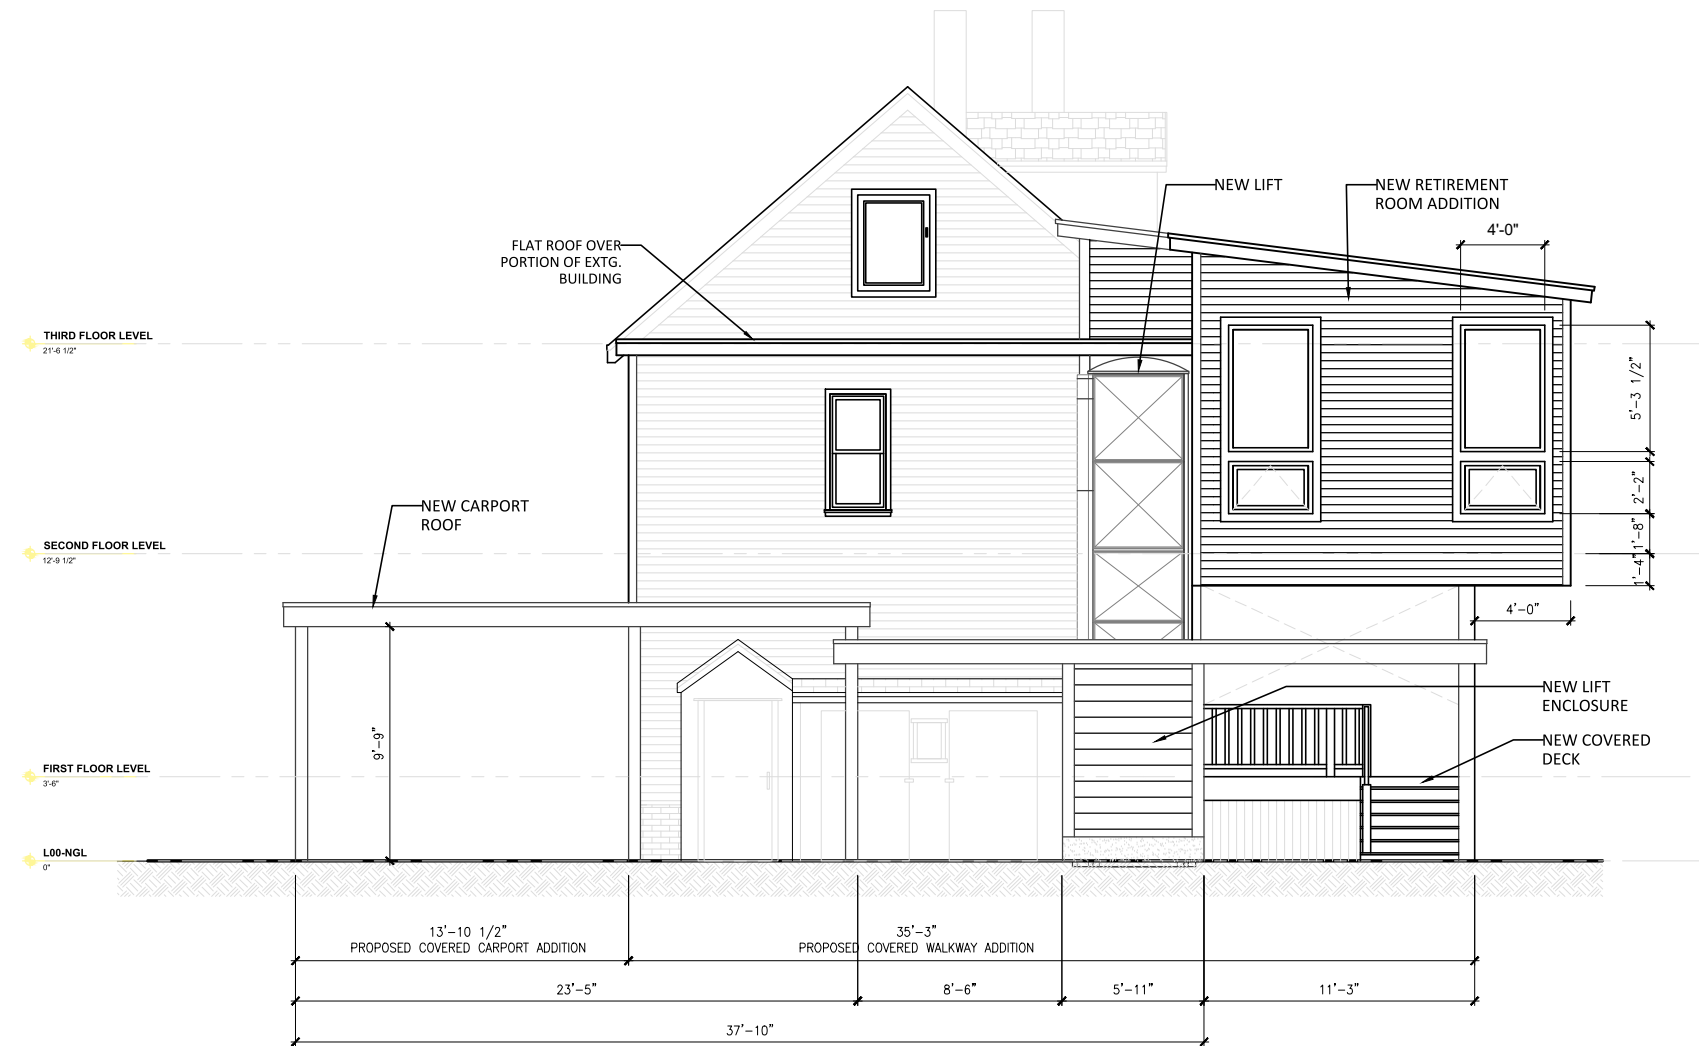 NEW LIFT
NEW RETIREMENT
ROOM ADDITION
4'-0"
FLAT ROOF OVER
PORTION OF EXTG.
BUILDING
THIRD FLOOR LEVEL
21'-6 1/2"
5'-3 1/2"
2'-2"
NEW CARPORT
ROOF
SECOND FLOOR LEVEL
12'-9 1/2"
1'-8"
1'-4"
4'-0"
NEW LIFT
ENCLOSURE
9'-9"
NEW COVERED
DECK
FIRST FLOOR LEVEL
3'-6"
L00-NGL
0"
13'-10 1/2"
PROPOSED COVERED CARPORT ADDITION
35'-3"
PROPOSED COVERED WALKWAY ADDITION
23'-5"
8'-6"
5'-11"
11'-3"
37'-10"